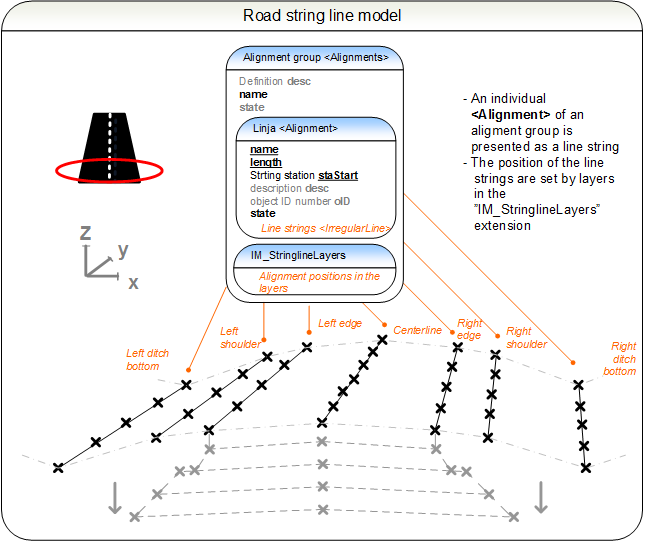 Road string line model
Alignment group <Alignments>
Definition desc
name
state
Linja <Alignment>
name
length
Strting station staStart
description desc
object ID number oID
state
Line strings <IrregularLine>
IM_StringlineLayers
Alignment positions in the
layers
- An individual
<Alignment> of an
aligment group is
presented as a line string
- The position of the line
strings are set by layers
in the
"IM_StringlineLayers"
extension
z
y
x
Left ditch
bottom
Left
shoulder
Left edge
Centerline
Right
edge
Right
shoulder
Right
ditch
bottom